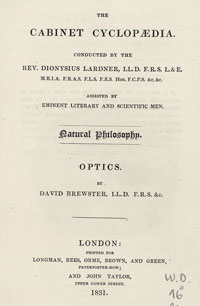 THE
CABINET CYCLOPÆDIA.
CONDUCTED BY THE
REV. DIONYSIUS LARDNER, LL.D. F.R.S. L.& E.
M.R.I.A. F.R.A.S. F.L.S. F.Z.S. Hon. F.C.P.S. &c. &c.
ASSISTED BY
EMINENT LITERARY AND SCIENTIFIC MEN.
Natural Philosophy.
OPTICS.
BY
DAVID BREWSTER, LL.D. F.R.S. &c.
LONDON:
PRINTED FOR
LONGMAN, REES, ORME, BROWN, AND GREEN,
PATERNOSTER-ROW;
AND JOHN TAYLOR,
UPPER GOWER STREET.
1831.
W.D.
16